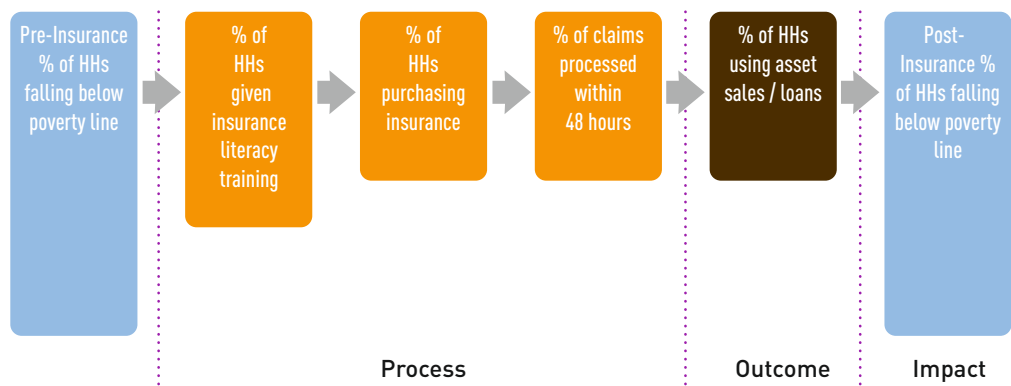 Pre-Insurance
% of HHs
falling below
poverty line
% of
HHs
given
insurance
literacy
training
% of
HHs
purchasing
insurance
% of claims
processed
within
48 hours
% of HHs
using asset
sales / loans
Post-
Insurance %
of HHs falling
below poverty
line
Process
Outcome
Impact